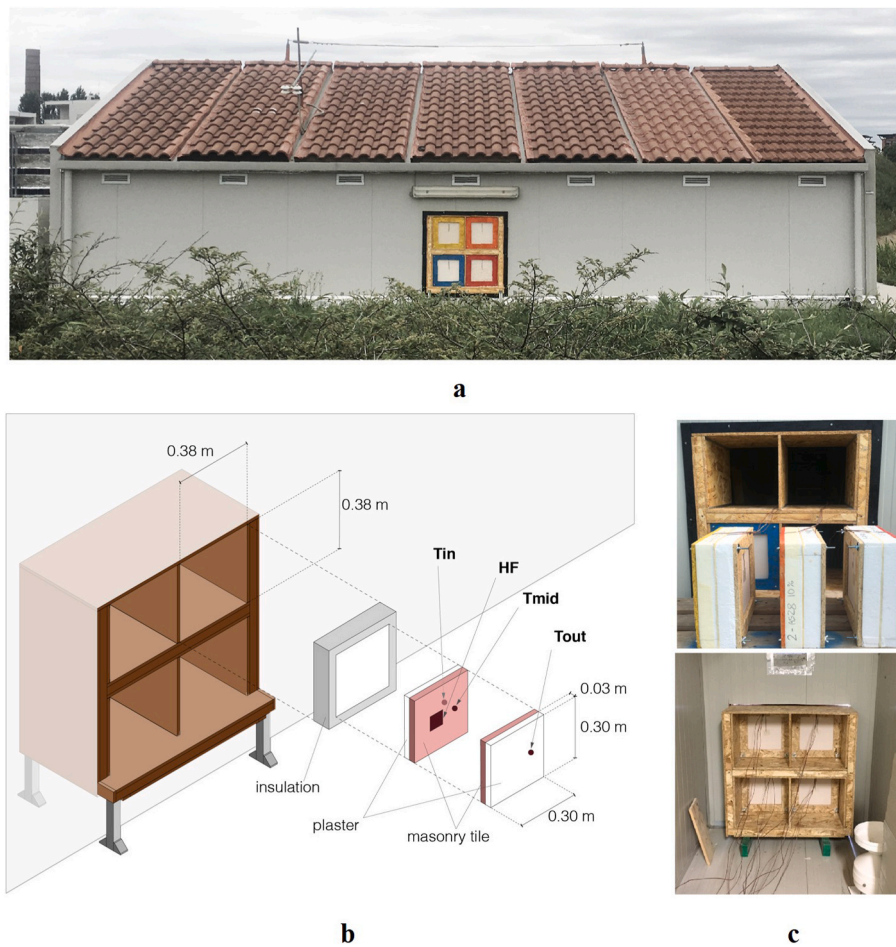 a
0.38 m
0.38 m
Tin
HF
Tmid
Tout
0.03 m
0.30 m
0.30 m
insulation
plaster
masonry tile
b
c